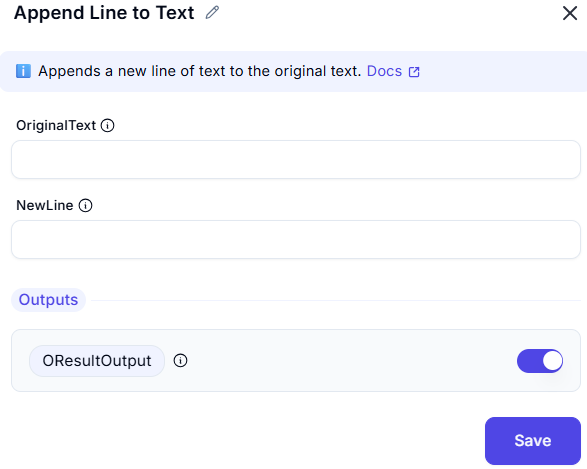 Append Line to Text
Appends a new line of text to the original text. Docs
OriginalText
NewLine
Outputs
OResultOutput
Save